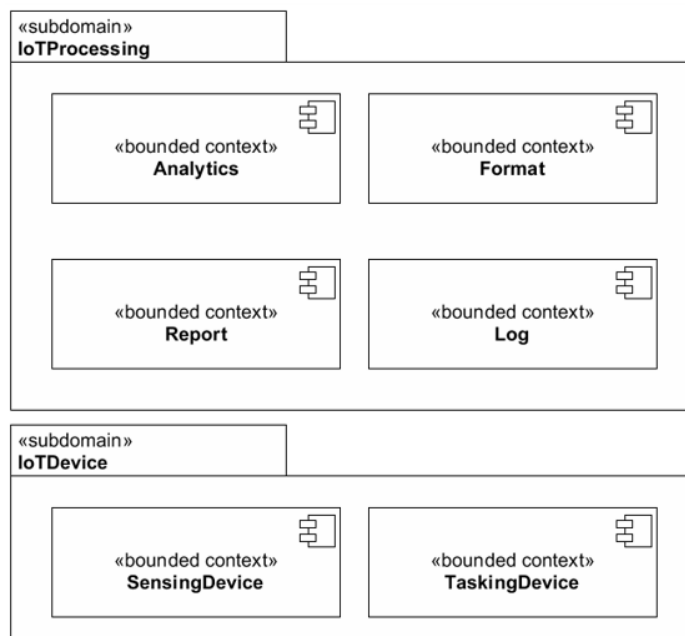 «subdomain»
IoTProcessing
«bounded context»
Analytics
«bounded context»
Format
«bounded context»
Report
«bounded context»
Log
«subdomain»
IoTDevice
«bounded context»
SensingDevice
«bounded context»
TaskingDevice